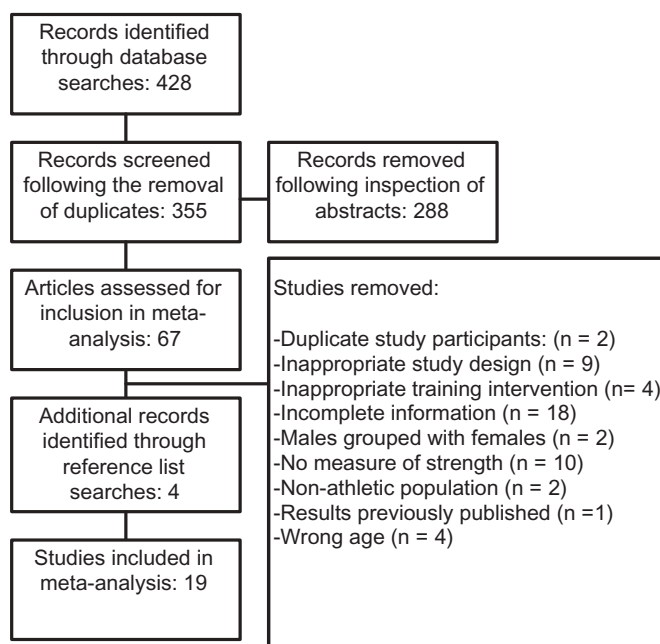 Records identified
through database
searches: 428
Records screened
following the removal
of duplicates: 355
Records removed
following inspection of
abstracts: 288
Articles assessed for
inclusion in meta-
analysis: 67
Studies removed:
-Duplicate study participants: (n = 2)
-Inappropriate study design (n = 9)
-Inappropriate training intervention (n= 4)
-Incomplete information (n = 18)
-Males grouped with females (n = 2)
-No measure of strength (n = 10)
-Non-athletic population (n = 2)
-Results previously published (n =1)
-Wrong age (n = 4)
Additional records
identified through
reference list
searches: 4
Studies included in
meta-analysis: 19